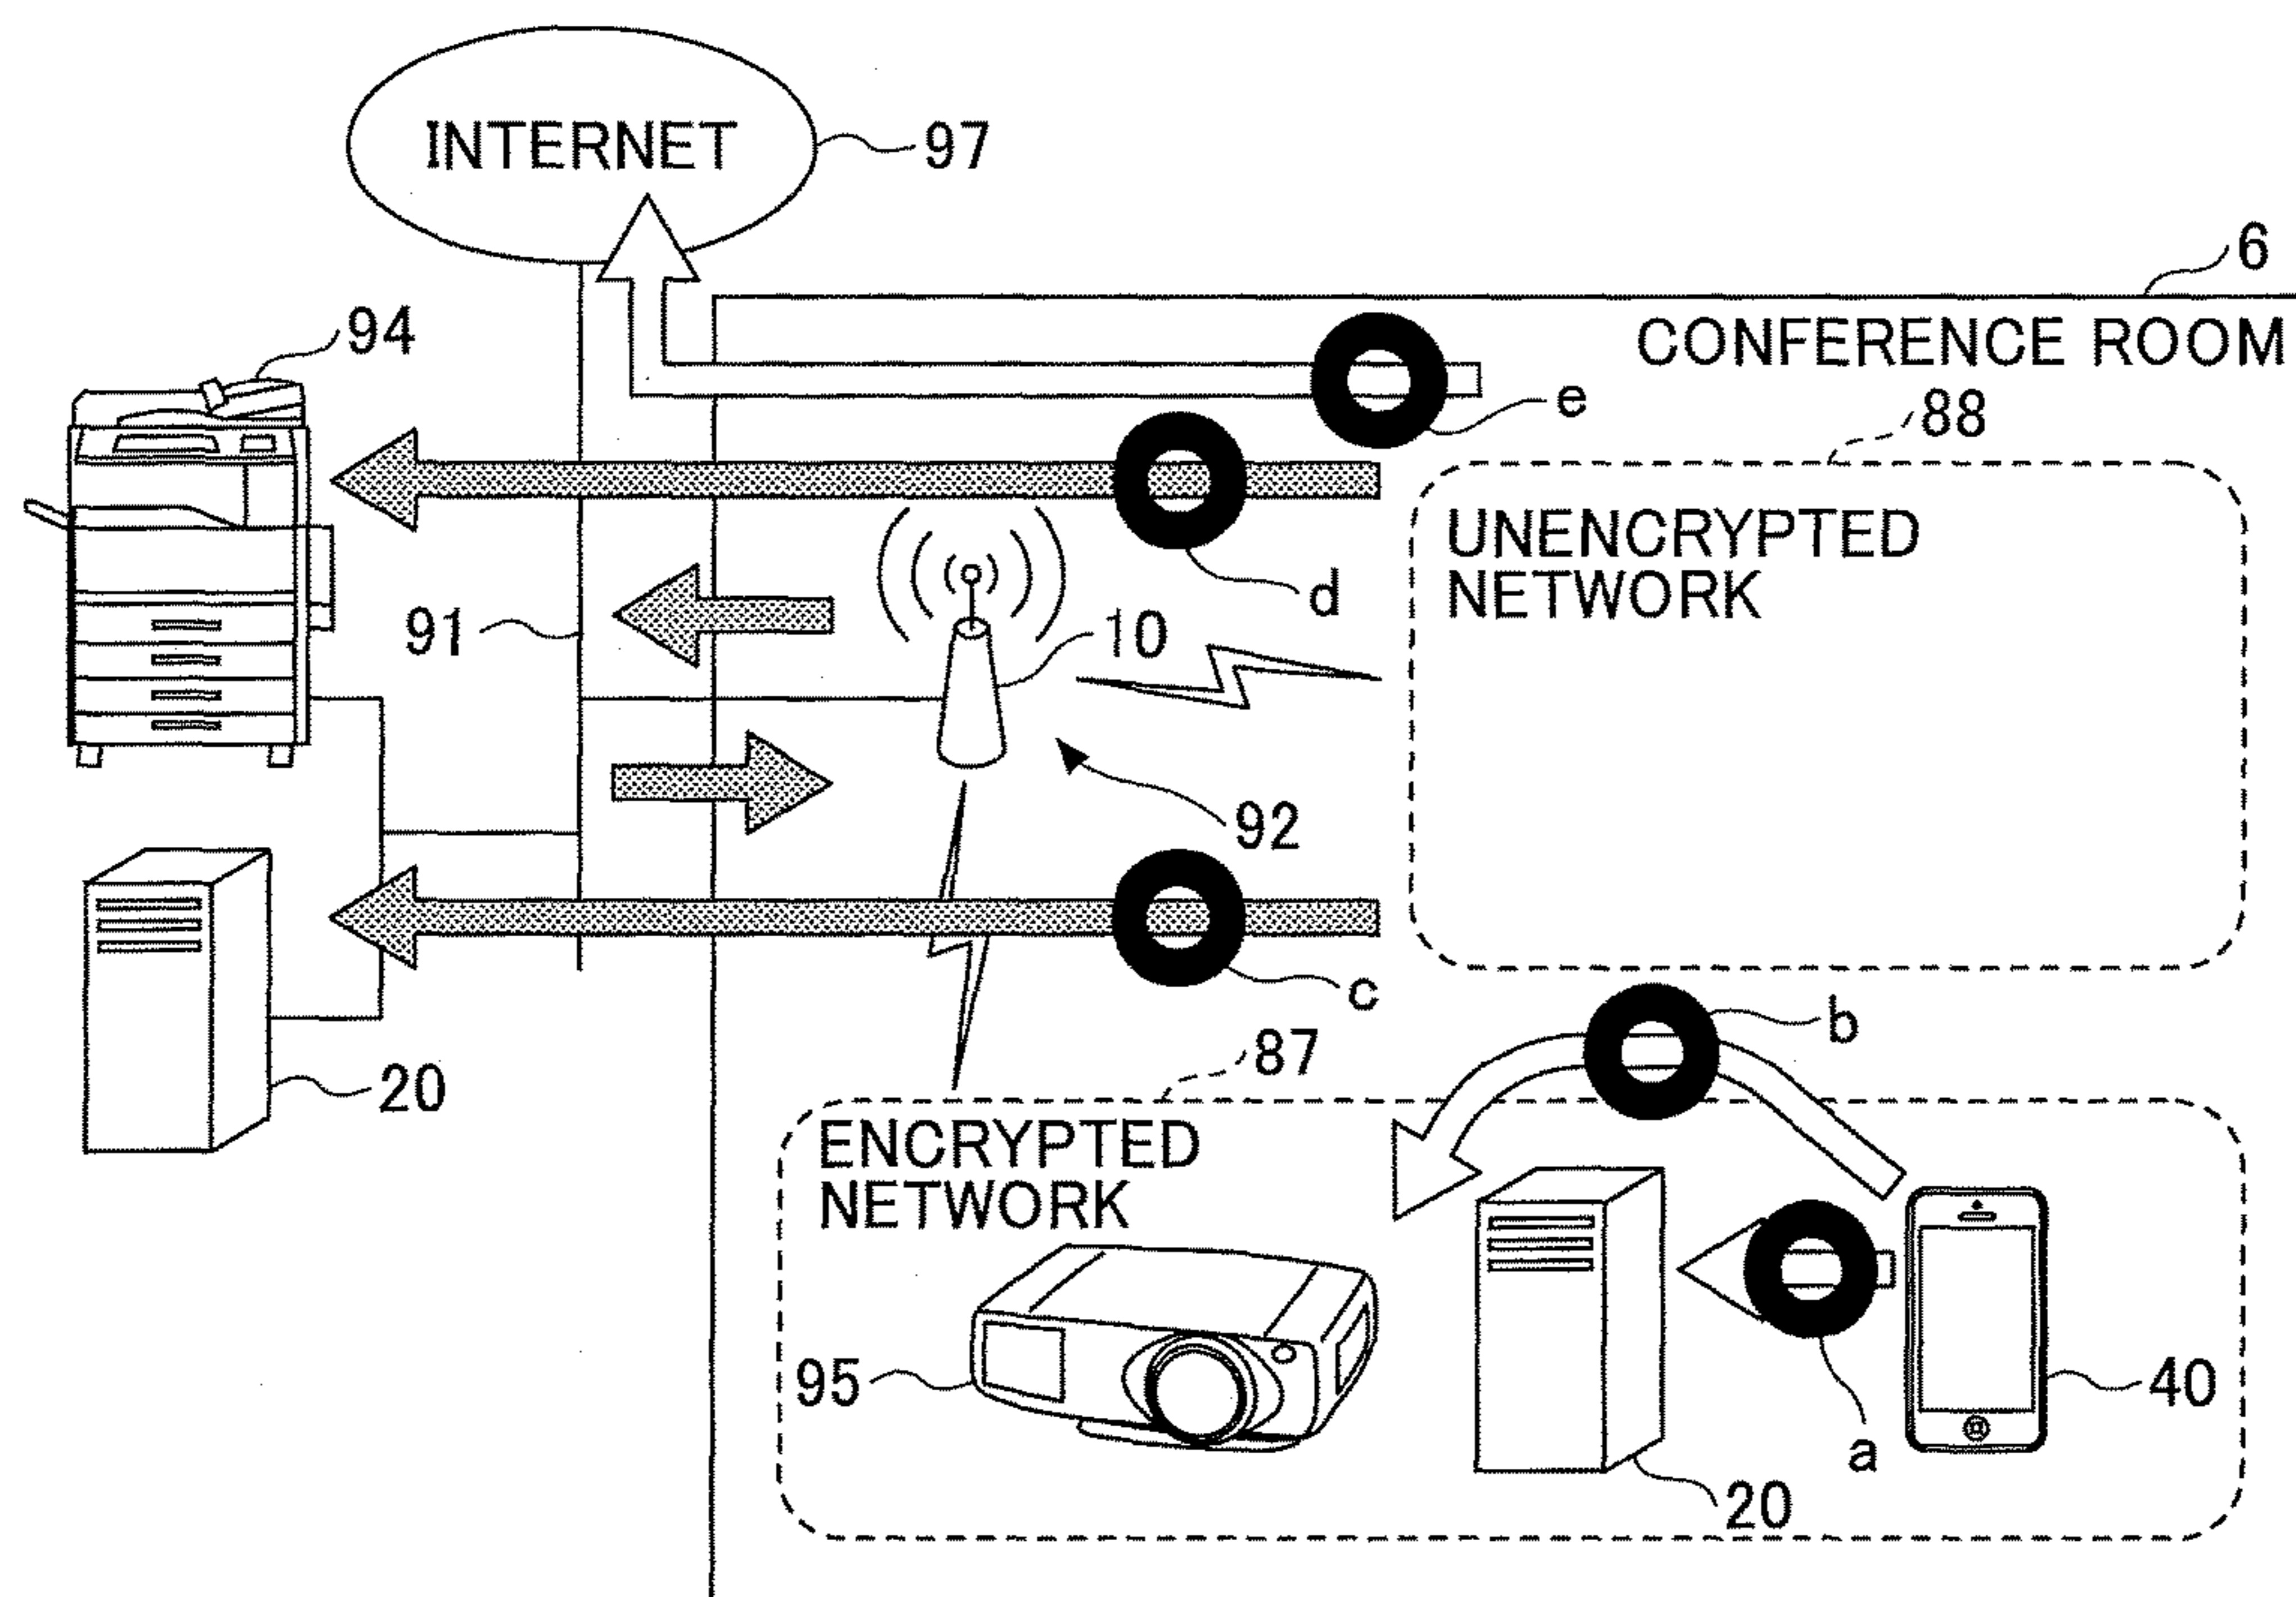 INTERNET
97
6
CONFERENCE ROOM
94
e
88
UNENCRYPTED
NETWORK
d
91
10
92
c
b
87
20
ENCRYPTED
NETWORK
95
a
40
20